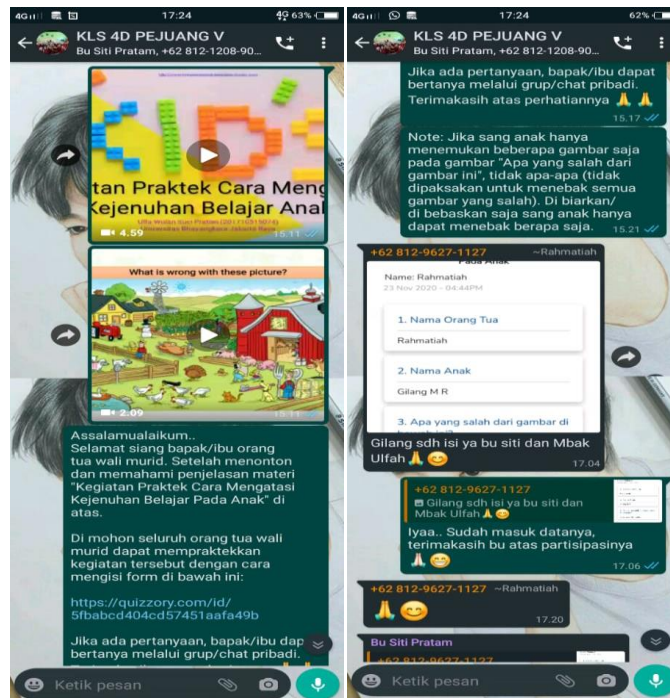 4G 17:24 4G 63%
KLS 4D PEJUANG V
Bu Siti Pratam, +62 812-1208-90...
KIDS
tan Praktek Cara Meng
Kejenuhan Belajar Anal
4.59
15.11
What is wrong with these picture?
2.09
15.11
Assalamualaikum..
Selamat siang bapak/ibu orang
tua wali murid. Setelah menonton
dan memahami penjelasan materi
"Kegiatan Praktek Cara Mengatasi
Kejenuhan Belajar Pada Anak" di
atas.
Di mohon seluruh orang tua wali
murid dapat mempraktekkan
kegiatan tersebut dengan cara
mengisi form di bawah ini:
https://quizzory.com/id/
5fbabcd404cd57451aafa49b
Jika ada pertanyaan, bapak/ibu dap
bertanya melalui grup/chat pribadi.
Ketik pesan
4G 17:24 62%
KLS 4D PEJUANG V
Bu Siti Pratam, +62 812-1208-90...
Jika ada pertanyaan, bapak/ibu dapat
bertanya melalui grup/chat pribadi.
Terimakasih atas perhatiannya 🙏 🙏
15.17
Note: Jika sang anak hanya
menemukan beberapa gambar saja
pada gambar "Apa yang salah dari
gambar ini", tidak apa-apa (tidak
dipaksakan untuk menebak semua
gambar yang salah). Di biarkan/
di bebaskan saja sang anak hanya
dapat menebak berapa saja.
15.21
+62 812-9627-1127 ~Rahmatiah
Pada Anak
Name: Rahmatiah
23 Nov 2020 - 04:44PM
1. Nama Orang Tua
Rahmatiah
2. Nama Anak
Gilang M R
3. Apa yang salah dari gambar di
Gilang sdh isi ya bu siti dan Mbak
Ulfah🙏😊
17.04
+62 812-9627-1127
Gilang sdh isi ya bu siti dan
Mbak Ulfah🙏😊
Iyaa.. Sudah masuk datanya,
terimakasih bu atas partisipasinya
🙏😁
17.06
+62 812-9627-1127 ~Rahmatiah
🙏😊
17.20
Bu Siti Pratam
+62 812-9627-1127
Ketik pesan